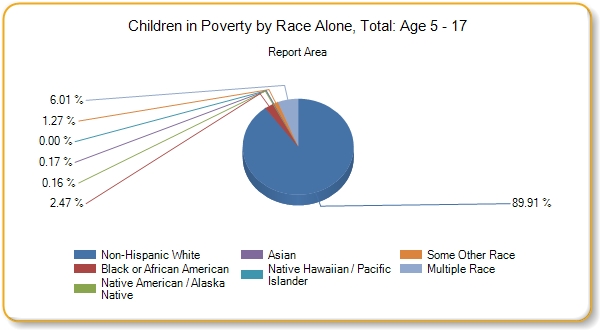 Children in Poverty by Race Alone, Total: Age 5 - 17
Report Area
6.01 %
1.27 %
0.00 %
0.17 %
0.16 %
2.47 %
89.91 %
Non-Hispanic White
Black or African American
Native American / Alaska
Native
Asian
Native Hawaiian / Pacific
Islander
Some Other Race
Multiple Race